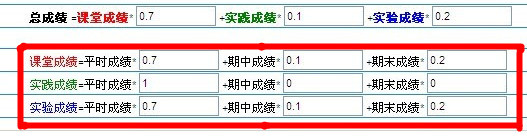 总成绩 =课堂成绩* 0.7 +实践成绩* 0.1 +实验成绩* 0.2
课堂成绩=平时成绩* 0.7 +期中成绩* 0.1 +期末成绩* 0.2
实践成绩=平时成绩* 1 +期中成绩* 0 +期末成绩* 0
实验成绩=平时成绩* 0.7 +期中成绩* 0.1 +期末成绩* 0.2